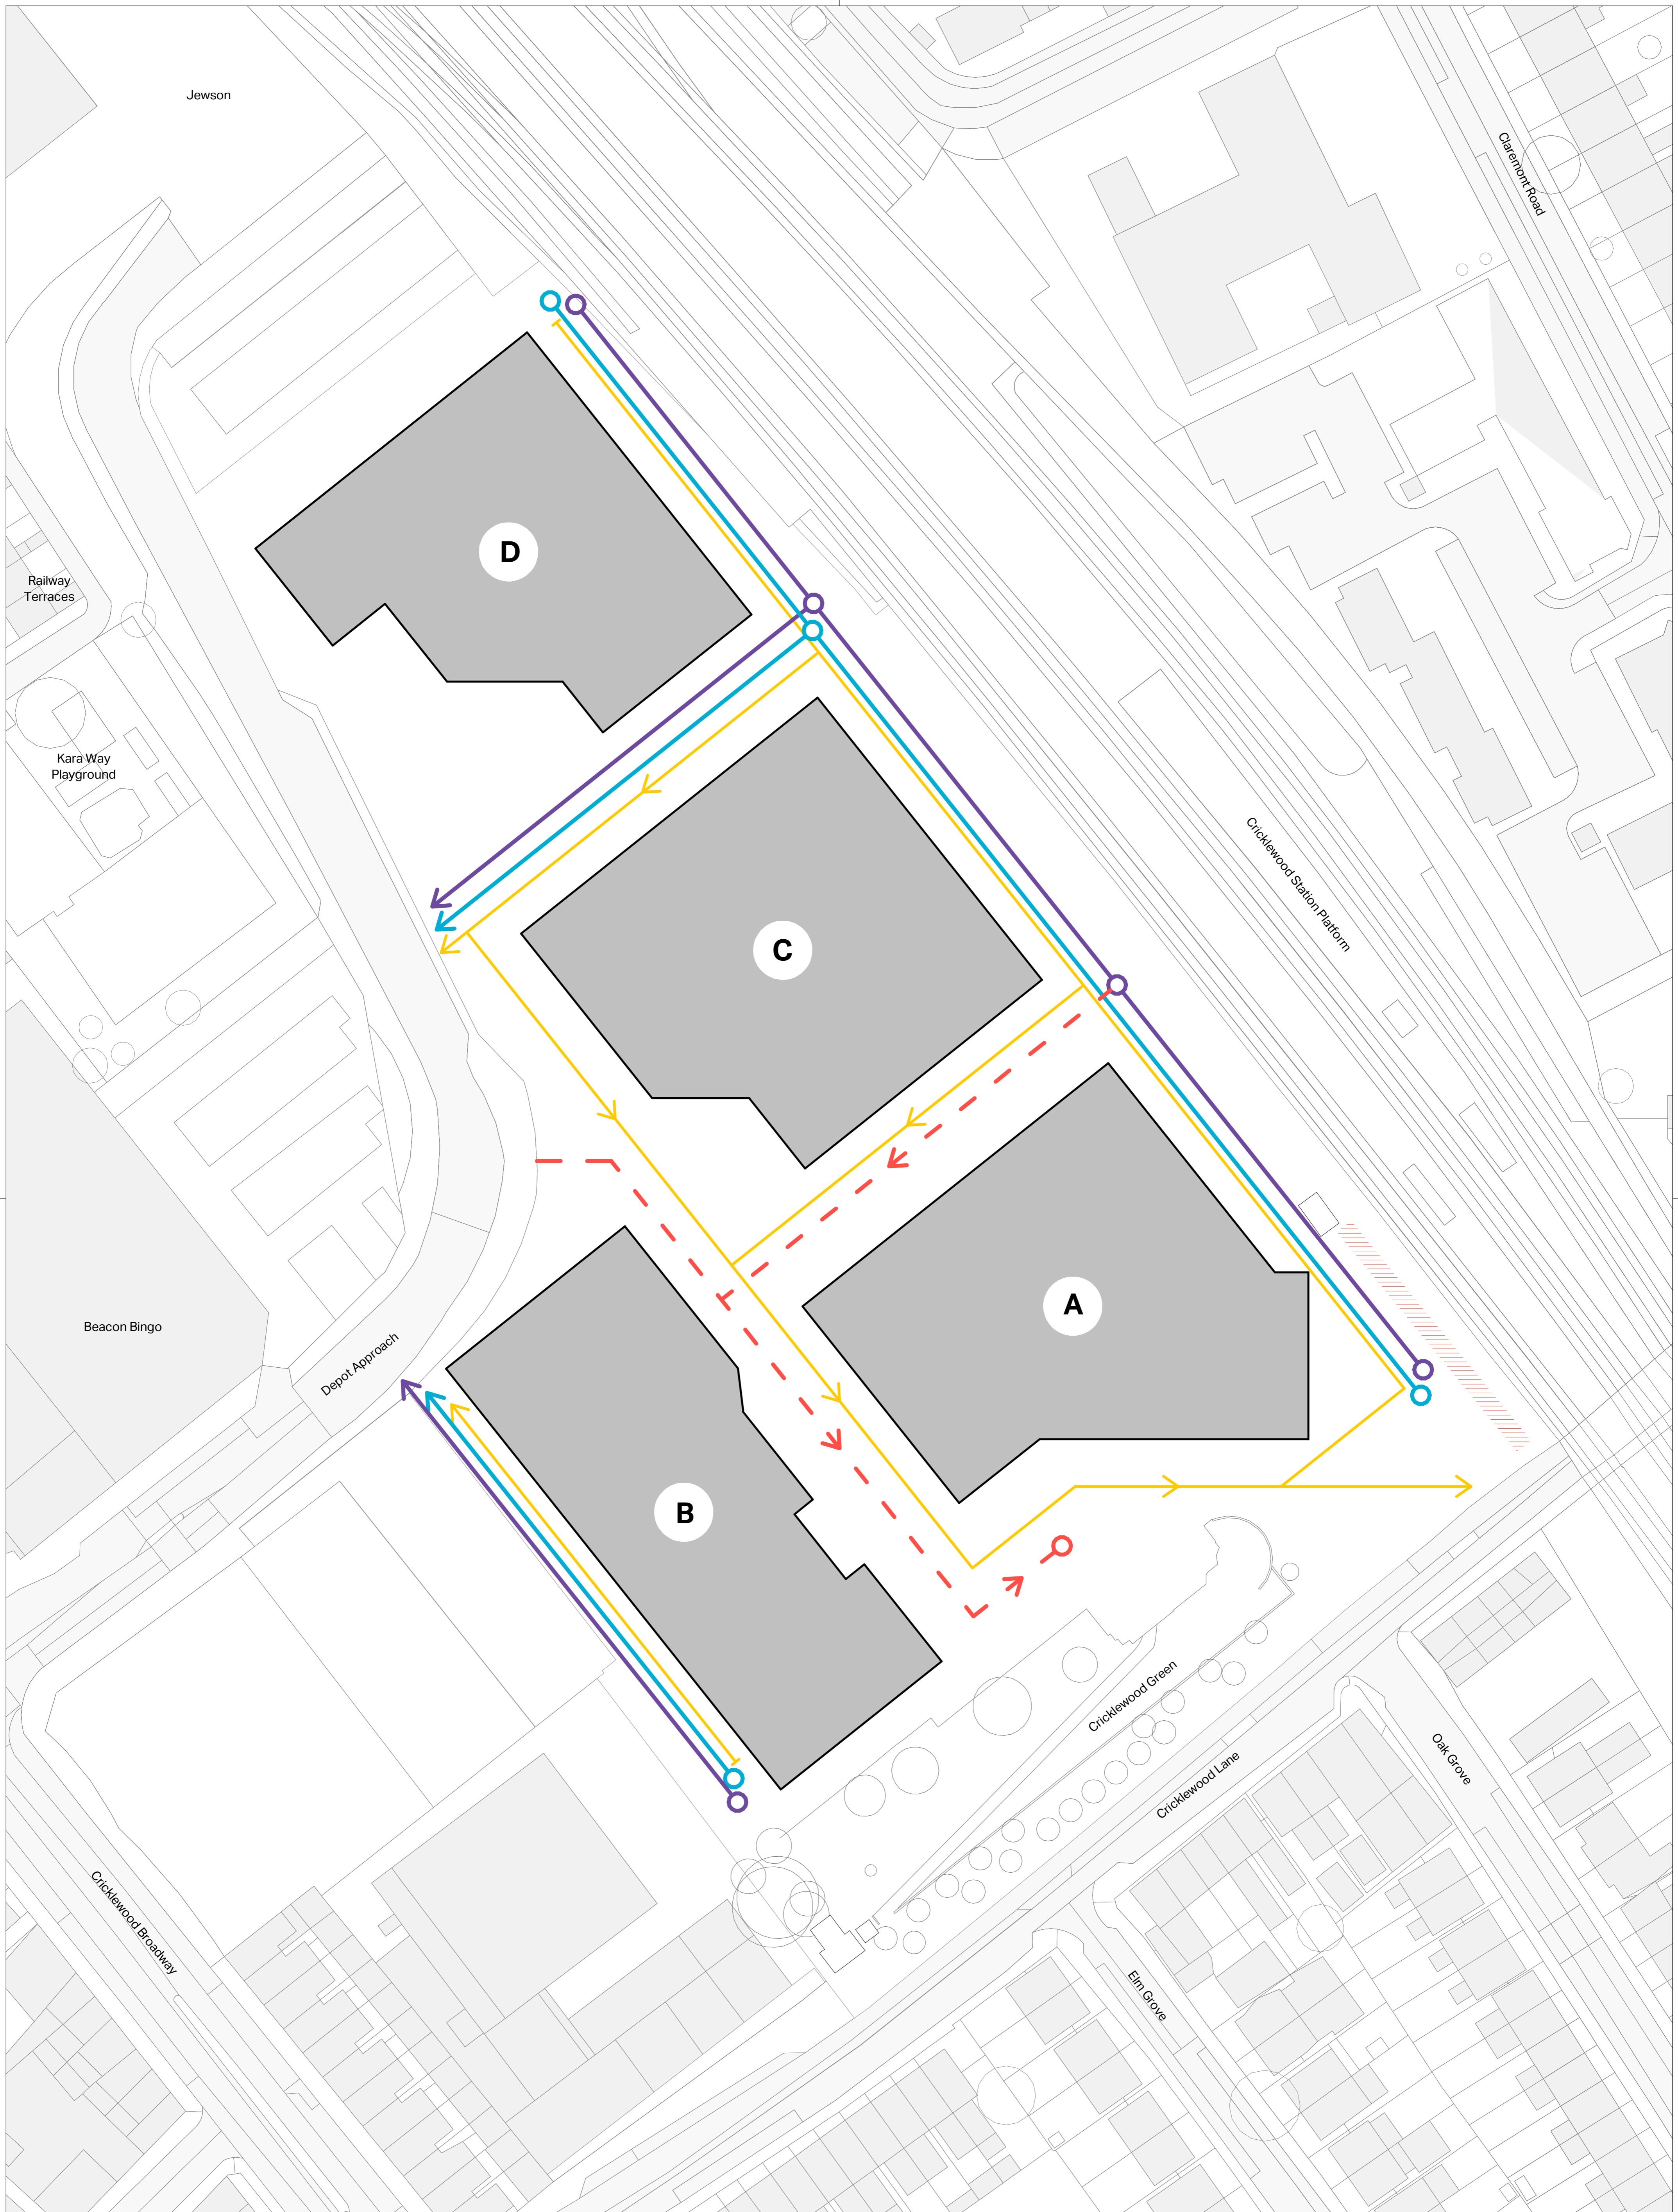 Jewson
Claremont Road
D
Railway
Terraces
Kara Way
Playground
Cricklewood Station Platform
C
A
Beacon Bingo
Depot Approach
B
Cricklewood Green
Cricklewood Lane
Oak Grove
Cricklewood Broadway
Elm Grove